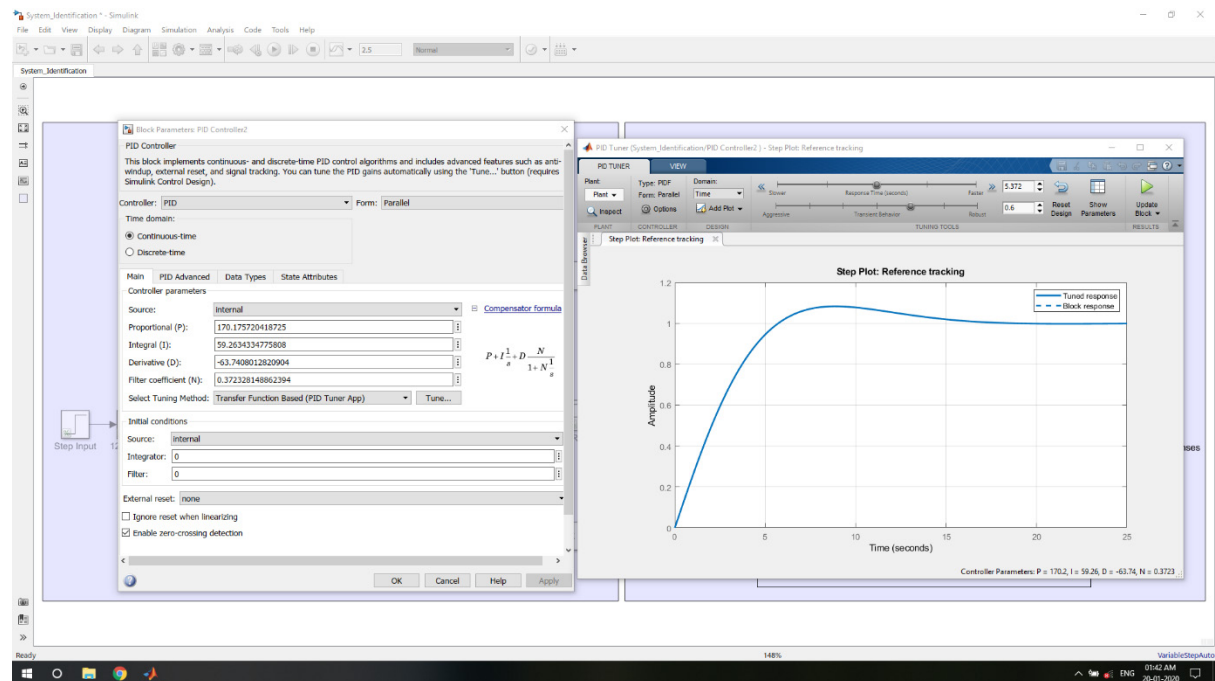 System_Identification * - Simulink
File Edit View Display Diagram Simulation Analysis Code Tools Help
2.5 Normal
System_Identification
Block Parameters: PID Controller2
PID Controller
This block implements continuous- and discrete-time PID control algorithms and includes advanced features such as anti-
windup, external reset, and signal tracking. You can tune the PID gains automatically using the 'Tune...' button (requires
Simulink Control Design).
Controller: PID Form: Parallel
Time domain:
Continuous-time
Discrete-time
Main PID Advanced Data Types State Attributes
Controller parameters
Source: internal Compensator formula
Proportional (P): 170.175720418725
Integral (I): 59.2634334775808
Derivative (D): -63.7408012820904
Filter coefficient (N): 0.372328148862394
P+I 1/s +D N/(1+N 1/s)
Select Tuning Method: Transfer Function Based (PID Tuner App) Tune...
Initial conditions
Source: internal
Integrator: 0
Filter: 0
External reset: none
Ignore reset when linearizing
Enable zero-crossing detection
OK Cancel Help Apply
Step Input 12
PID Tuner (System_Identification/PID Controller2 ) - Step Plot: Reference tracking
PID TUNER VIEW
Plant: Type: PIDF Domain:
Plant Form: Parallel Time
Slower Response Time (seconds) Faster 5.372
Inspect Options Add Plot
Aggressive Transient Behavior Robust 0.6
Reset Design Show Parameters Update Block
PLANT CONTROLLER DESIGN TUNING TOOLS RESULTS
Step Plot: Reference tracking
Data Browser
Step Plot: Reference tracking
Tuned response
Block response
1.2
1
0.8
0.6
0.4
0.2
0
Amplitude
0 5 10 15 20 25
Time (seconds)
Controller Parameters: P = 170.2, I = 59.26, D = -63.74, N = 0.3723
nses
Ready 148% VariableStepAuto
ENG 01:42 AM
20-01-2020